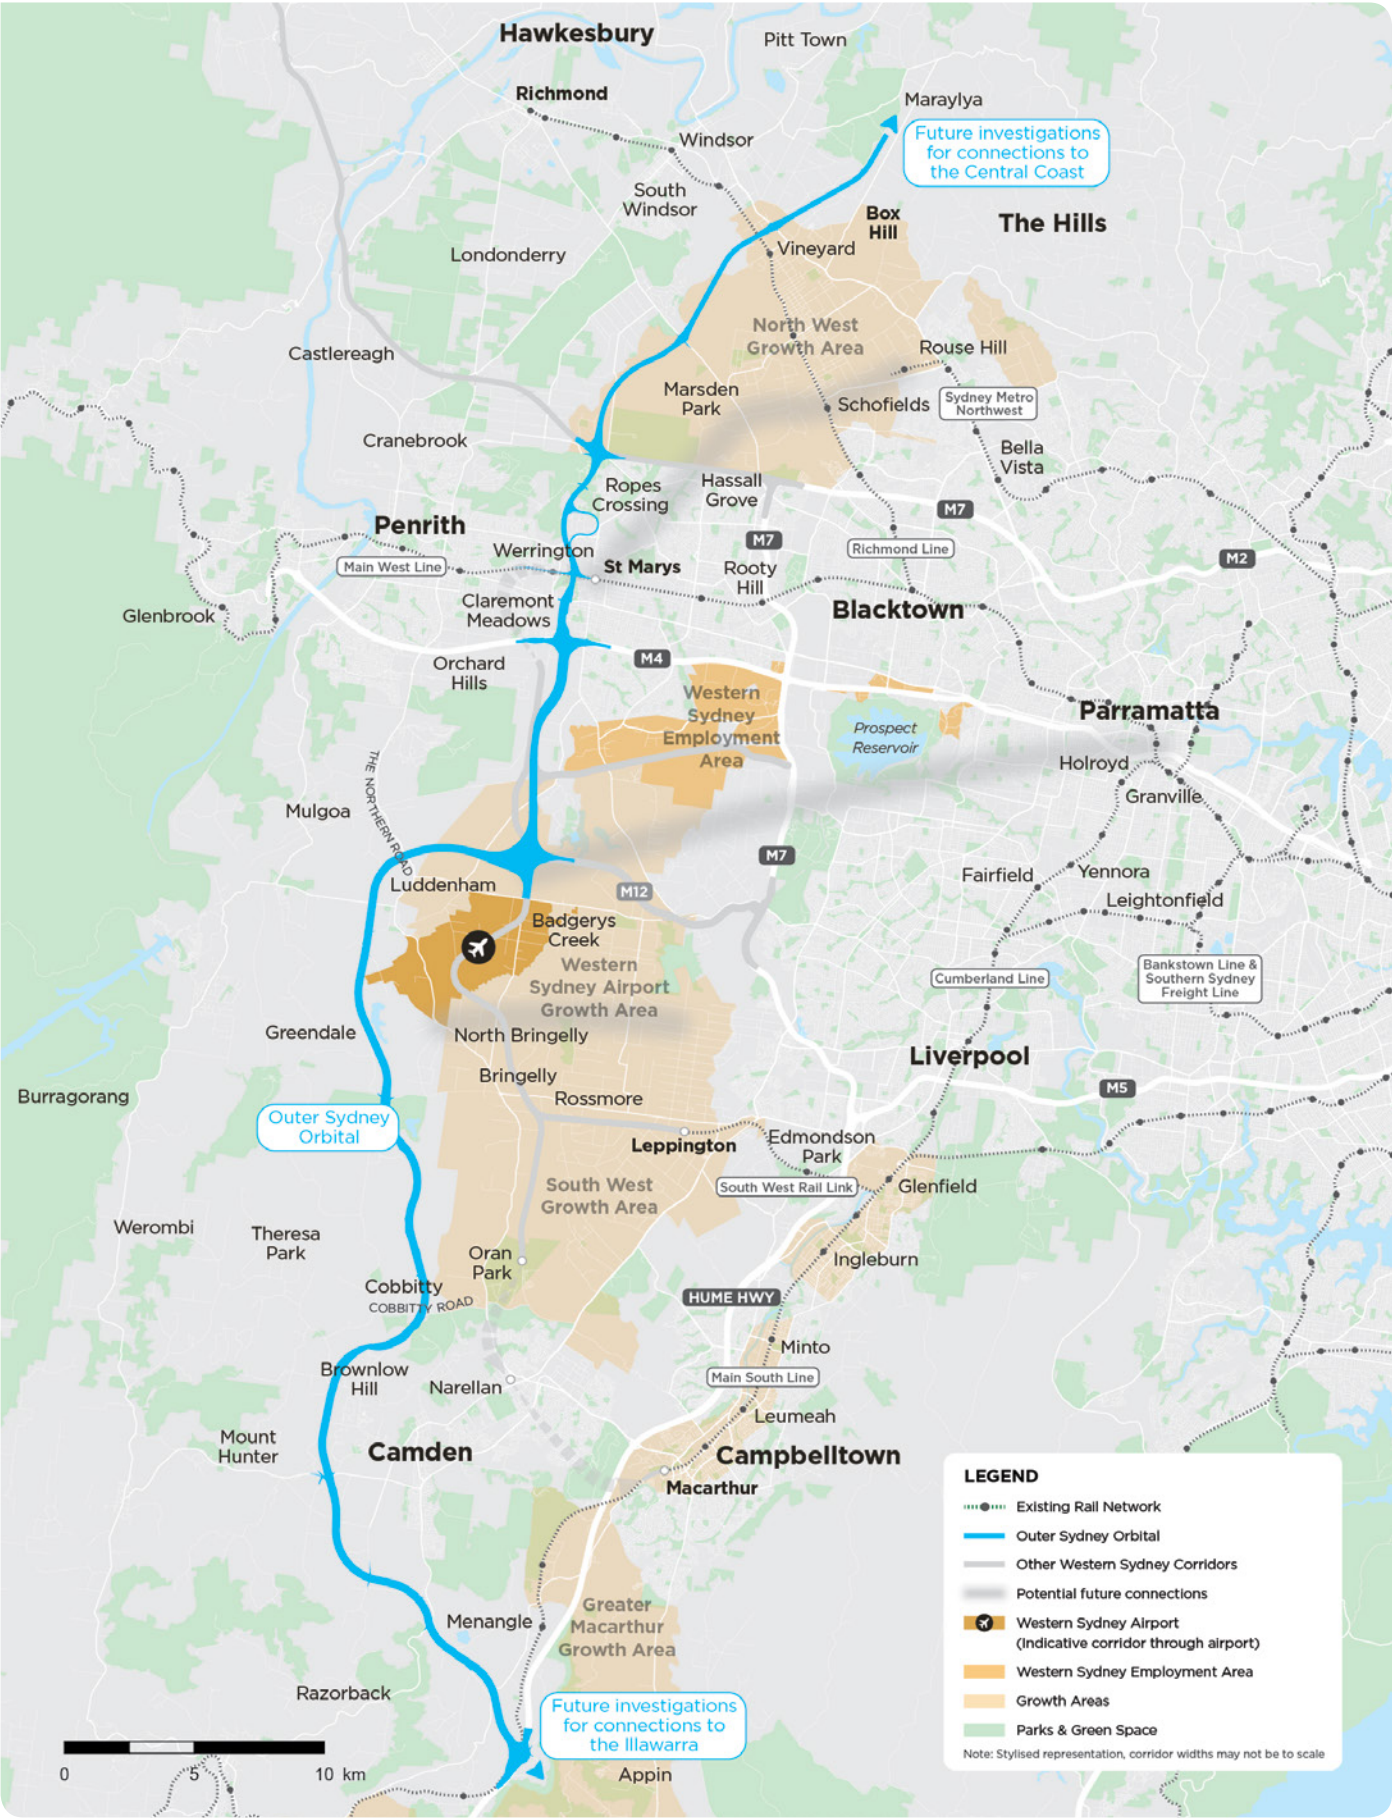 Hawkesbury
Pitt Town
Richmond
Maraylya
Windsor
Future investigations
for connections to
the Central Coast
South
Windsor
Box
Hill
The Hills
Londonderry
Vineyard
North West
Growth Area
Castlereagh
Rouse Hill
Marsden
Park
Schofields
Sydney Metro
Northwest
Cranebrook
Bella
Vista
Ropes
Crossing
Hassall
Grove
M7
Penrith
M7
Richmond Line
Werrington
M2
Main West Line
St Marys
Rooty
Hill
Claremont
Meadows
Blacktown
Glenbrook
Orchard
Hills
M4
Western
Sydney
Employment
Area
Parramatta
Prospect
Reservoir
Holroyd
THE NORTHERN ROAD
Granville
Mulgoa
M7
Luddenham
M12
Fairfield
Yennora
Leightonfield
Badgerys
Creek
Western
Sydney Airport
Growth Area
Cumberland Line
Bankstown Line &
Southern Sydney
Freight Line
Greendale
North Bringelly
Liverpool
Bringelly
Burragorang
Rossmore
M5
Outer Sydney
Orbital
Leppington
Edmondson
Park
South West Rail Link
Glenfield
South West
Growth Area
Werombi
Theresa
Park
Oran
Park
Ingleburn
Cobbitty
COBBITTY ROAD
HUME HWY
Minto
Brownlow
Hill
Narellan
Main South Line
Leumeah
Mount
Hunter
Camden
Campbelltown
Macarthur
Greater
Macarthur
Growth Area
Menangle
Razorback
Future investigations
for connections to
the Illawarra
Appin
0 5 10 km
LEGEND
Existing Rail Network
Outer Sydney Orbital
Other Western Sydney Corridors
Potential future connections
Western Sydney Airport
(Indicative corridor through airport)
Western Sydney Employment Area
Growth Areas
Parks & Green Space
Note: Stylised representation, corridor widths may not be to scale